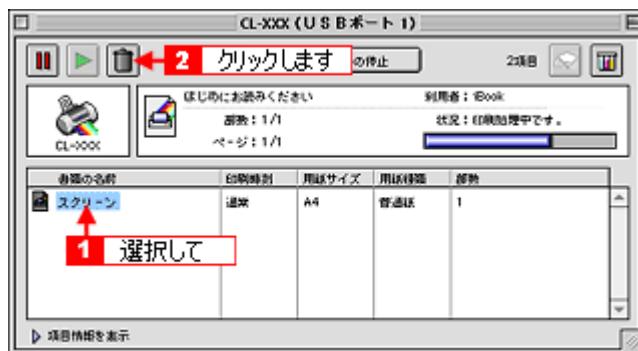 CL-XXX (USBポート 1)
2 クリックします
の停止
2項目
はじめにお読みください
利用者：iBook
部数：1/1
状況：印刷処理中です。
ページ：1/1
CL-XXXX
書類の名前 印刷時刻 用紙サイズ 用紙種類 部数
スクリーン 通常 A4 普通紙 1
1 選択して
項目情報を表示